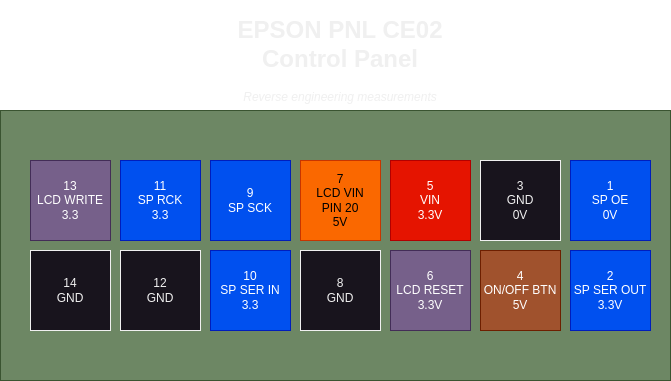 EPSON PNL CE02
Control Panel
Reverse engineering measurements
13
LCD WRITE
3.3
11
SP RCK
3.3
9
SP SCK
7
LCD VIN
PIN 20
5V
5
VIN
3.3V
3
GND
0V
1
SP OE
0V
14
GND
12
GND
10
SP SER IN
3.3
8
GND
6
LCD RESET
3.3V
4
ON/OFF BTN
5V
2
SP SER OUT
3.3V